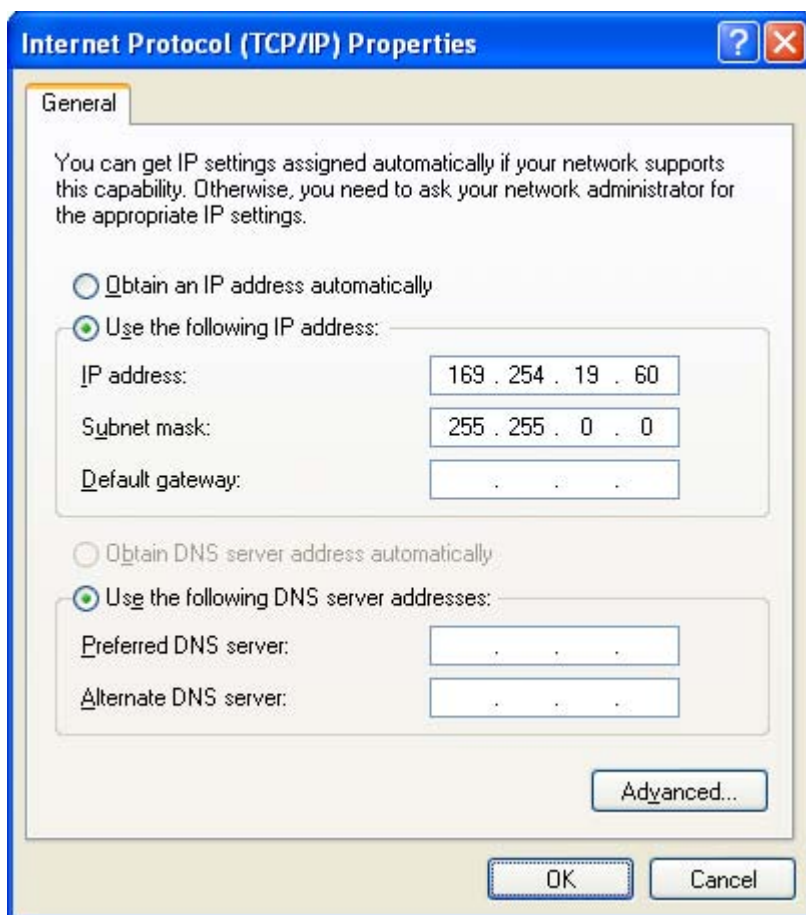 Internet Protocol (TCP/IP) Properties
General
You can get IP settings assigned automatically if your network supports
this capability. Otherwise, you need to ask your network administrator for
the appropriate IP settings.
Obtain an IP address automatically
Use the following IP address:
IP address: 169 . 254 . 19 . 60
Subnet mask: 255 . 255 . 0 . 0
Default gateway: . . .
Obtain DNS server address automatically
Use the following DNS server addresses:
Preferred DNS server: . . .
Alternate DNS server: . . .
Advanced...
OK Cancel